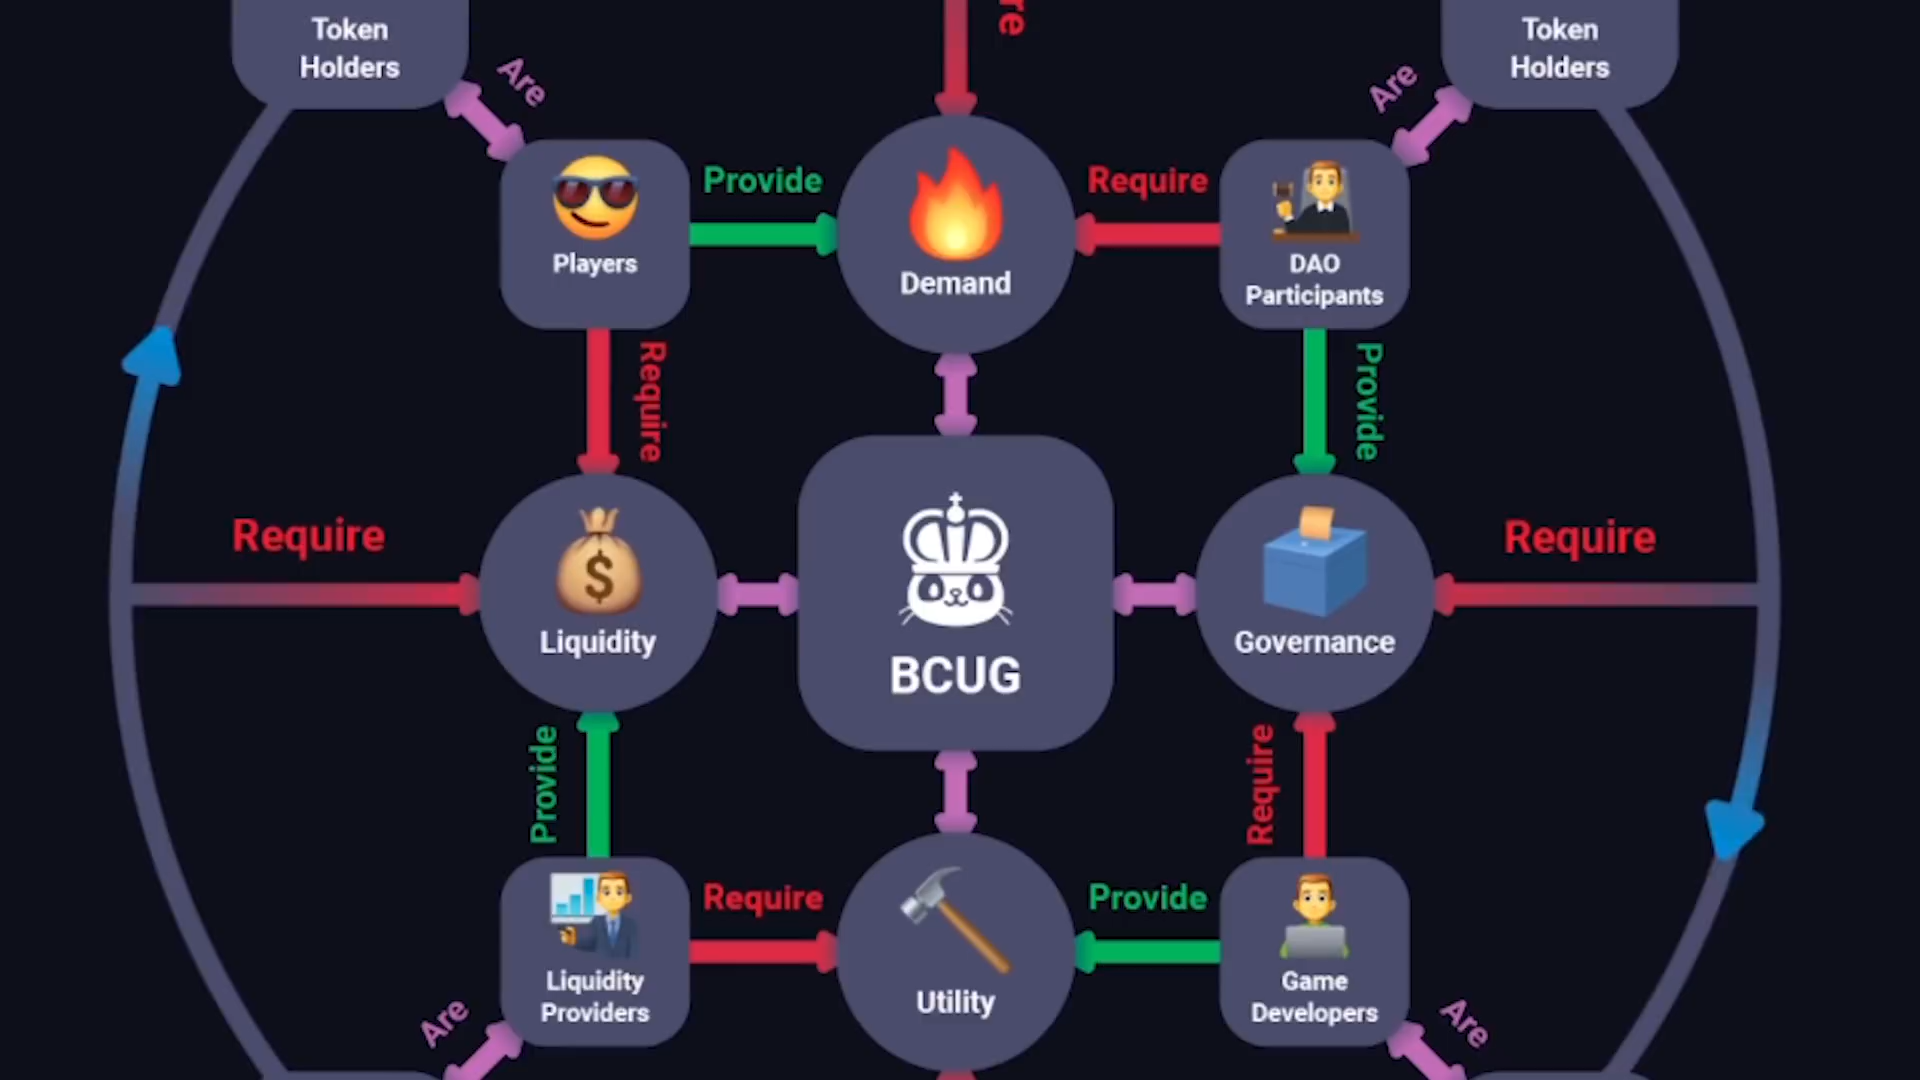 Token
Holders
Are
Token
Holders
Are
Players
Provide
Demand
Require
DAO
Participants
Require
Provide
Require
Liquidity
BCUG
Governance
Require
Provide
Require
Liquidity
Providers
Require
Utility
Provide
Game
Developers
Are
Are